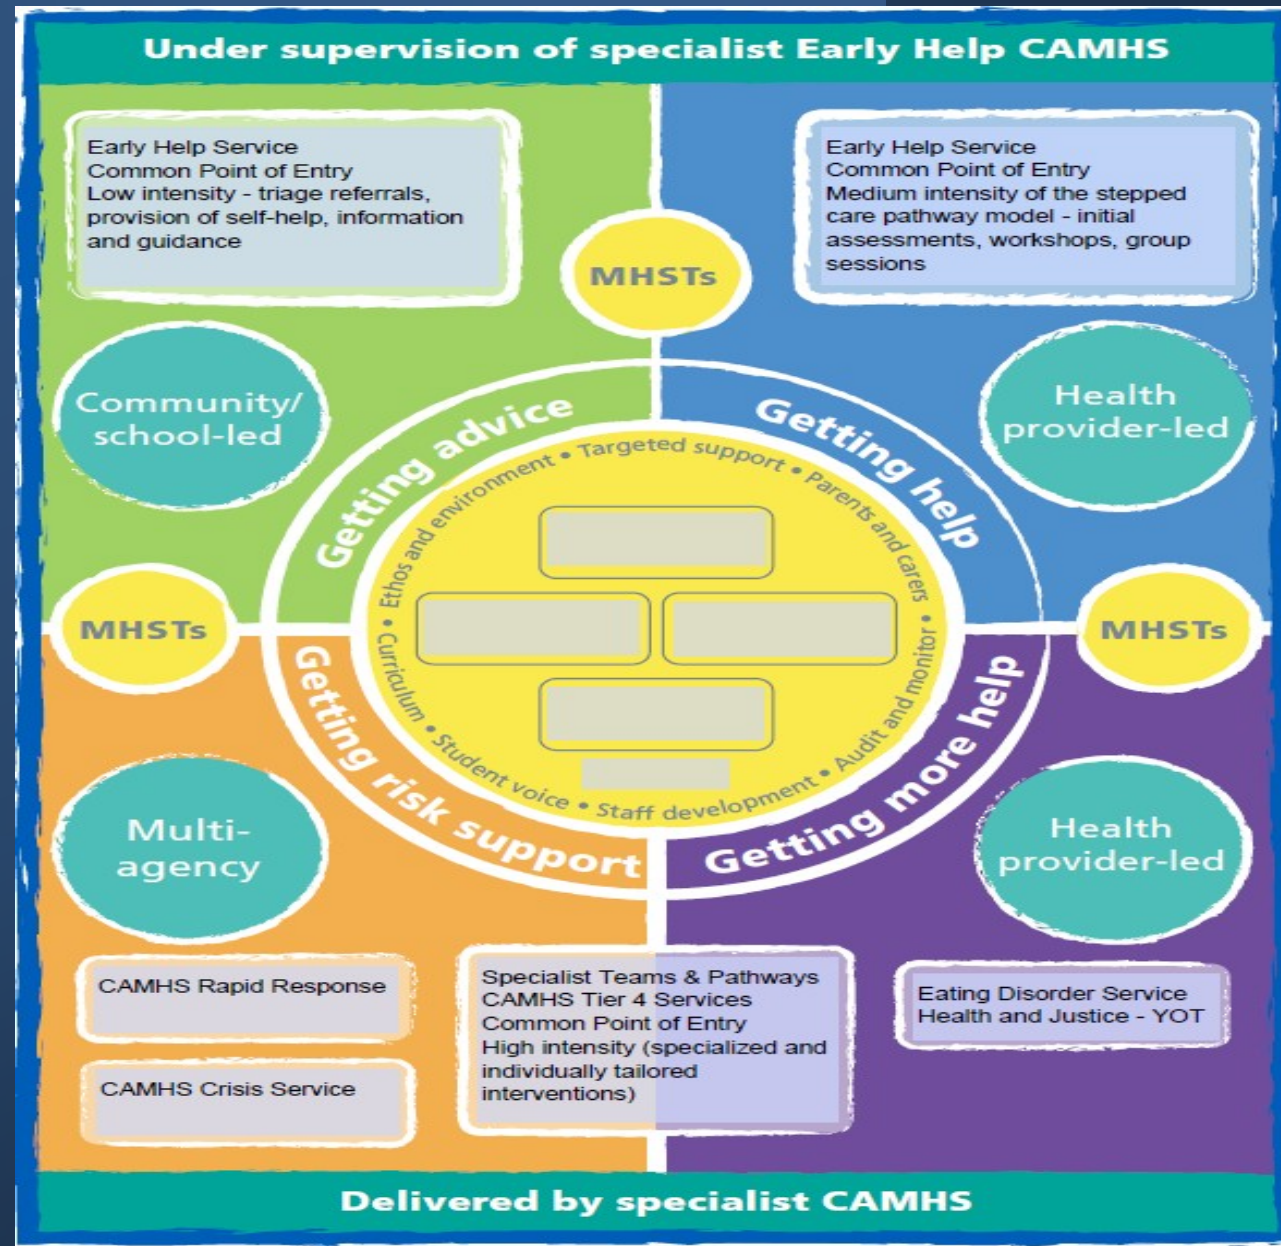 Under supervision of specialist Early Help CAMHS
Early Help Service
Common Point of Entry
Low intensity - triage referrals,
provision of self-help, information
and guidance
Early Help Service
Common Point of Entry
Medium intensity of the stepped
care pathway model - initial
assessments, workshops, group
sessions
MHSTs
Community/
school-led
Health
provider-led
Getting advice
Getting help
• Ethos and environment • Targeted support • Parents and carers •
MHSTs
MHSTs
Curriculum • Student voice • Staff development • Audit and monitor
Getting risk support
Getting more help
Multi-
agency
Health
provider-led
CAMHS Rapid Response
CAMHS Crisis Service
Specialist Teams & Pathways
CAMHS Tier 4 Services
Common Point of Entry
High intensity (specialized and
individually tailored
interventions)
Eating Disorder Service
Health and Justice - YOT
Delivered by specialist CAMHS